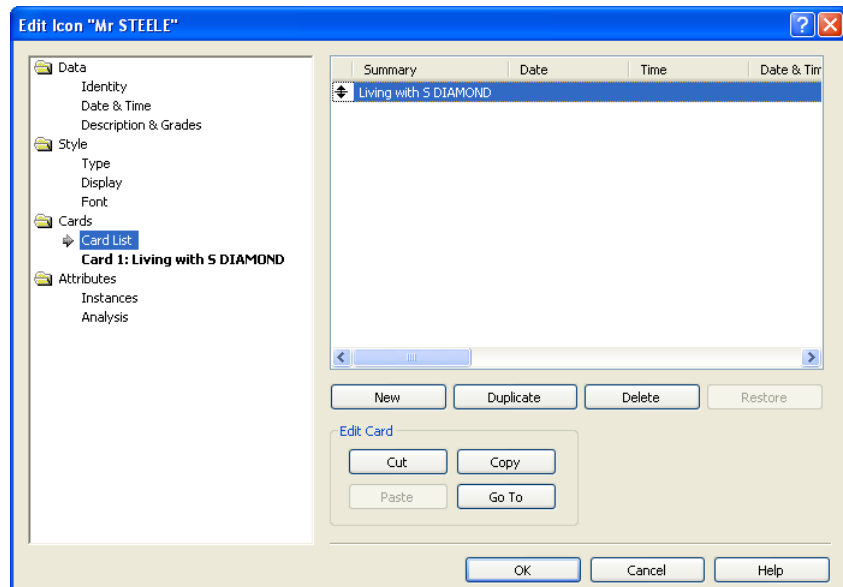 Edit Icon "Mr STEELE"
Data
Identity
Date & Time
Description & Grades
Style
Type
Display
Font
Cards
Card List
Card 1: Living with S DIAMOND
Attributes
Instances
Analysis
Summary Date Time Date & Tim
Living with S DIAMOND
New Duplicate Delete Restore
Edit Card
Cut Copy
Paste Go To
OK Cancel Help